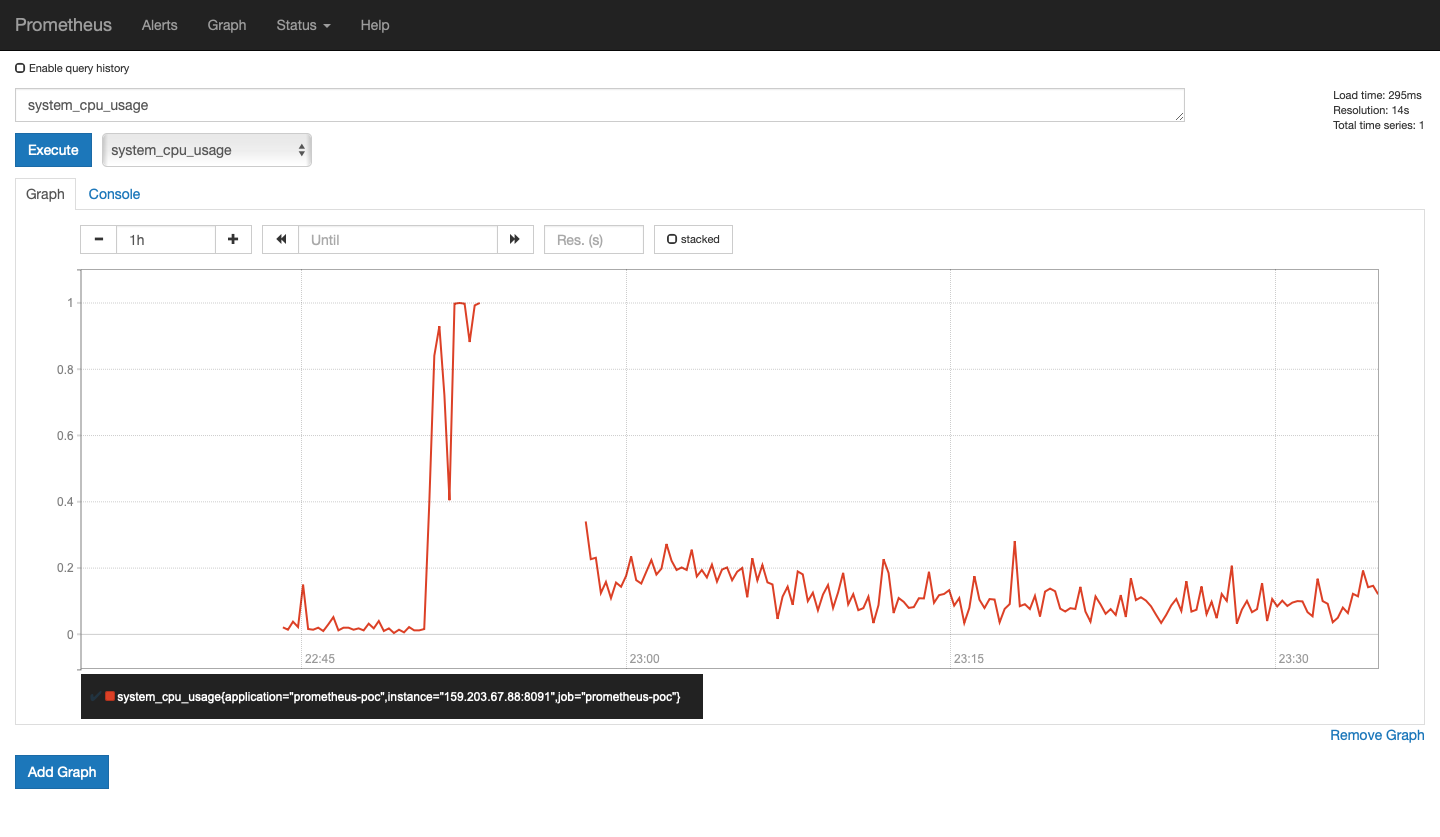 Prometheus Alerts Graph Status Help
Enable query history
system_cpu_usage
Load time: 295ms
Resolution: 14s
Total time series: 1
Execute system_cpu_usage
Graph Console
1h Until Res. (s) stacked
1
0.8
0.6
0.4
0.2
0
22:45 23:00 23:15 23:30
system_cpu_usage{application="prometheus-poc",instance="159.203.67.88:8091",job="prometheus-poc"}
Remove Graph
Add Graph